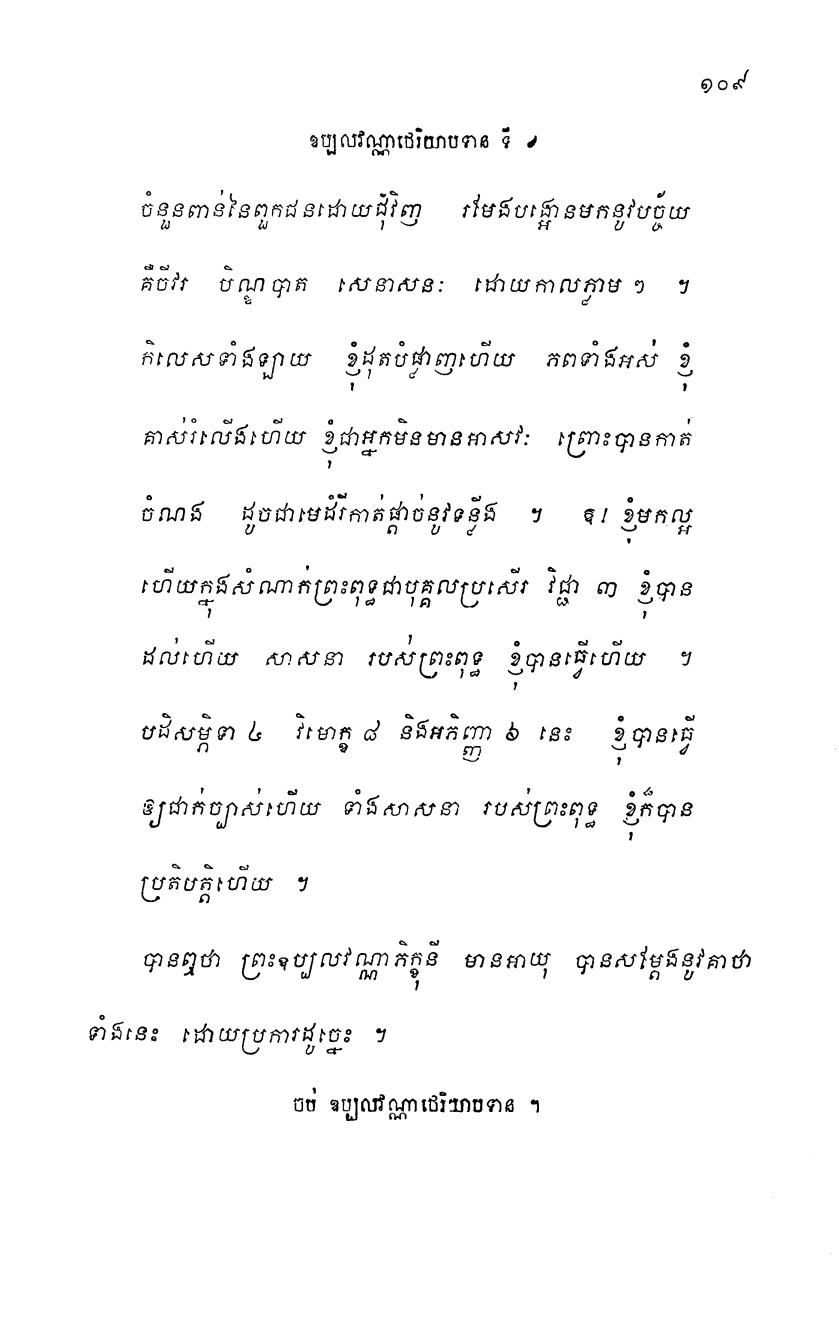 ១០៩
ឧប្បលវណ្ណាថេរិយាបទាន ទី ៩
ចំនួនពាន់នៃពួកជនដោយជុំវិញ រមែងបង្អោនមកនូវបច្ច័យ
គឺចីវរ បិណ្ឌបាត សេនាសនៈ ដោយកាលភ្លាម ៗ ។
កិលេសទាំងឡាយ ខ្ញុំដុតបំផ្លាញហើយ ភពទាំងអស់ ខ្ញុំ
គាស់រំលើងហើយ ខ្ញុំជាអ្នកមិនមានអាសវៈ ព្រោះបានកាត់
ចំណង ដូចជាមេដំរីកាត់ផ្តាច់នូវទន្លីង ។ ឱ! ខ្ញុំមកល្អ
ហើយក្នុងសំណាក់ព្រះពុទ្ធជាបុគ្គលប្រសើរ វិជ្ជា ៣ ខ្ញុំបាន
ដល់ហើយ សាសនា របស់ព្រះពុទ្ធ ខ្ញុំបានធ្វើហើយ ។
បដិសម្ភិទា ៤ វិមោក្ខ ៨ និងអភិញ្ញា ៦ នេះ ខ្ញុំបានធ្វើ
ឱ្យជាក់ច្បាស់ហើយ ទាំងសាសនា របស់ព្រះពុទ្ធ ខ្ញុំក៏បាន
ប្រតិបត្តិហើយ ។
បានឮថា ព្រះឧប្បលវណ្ណាភិក្ខុនី មានអាយុ បានសម្តែងនូវគាថា
ទាំងនេះ ដោយប្រការដូច្នេះ ។
ចប់ ឧប្បលវណ្ណាថេរិយាបទាន ។